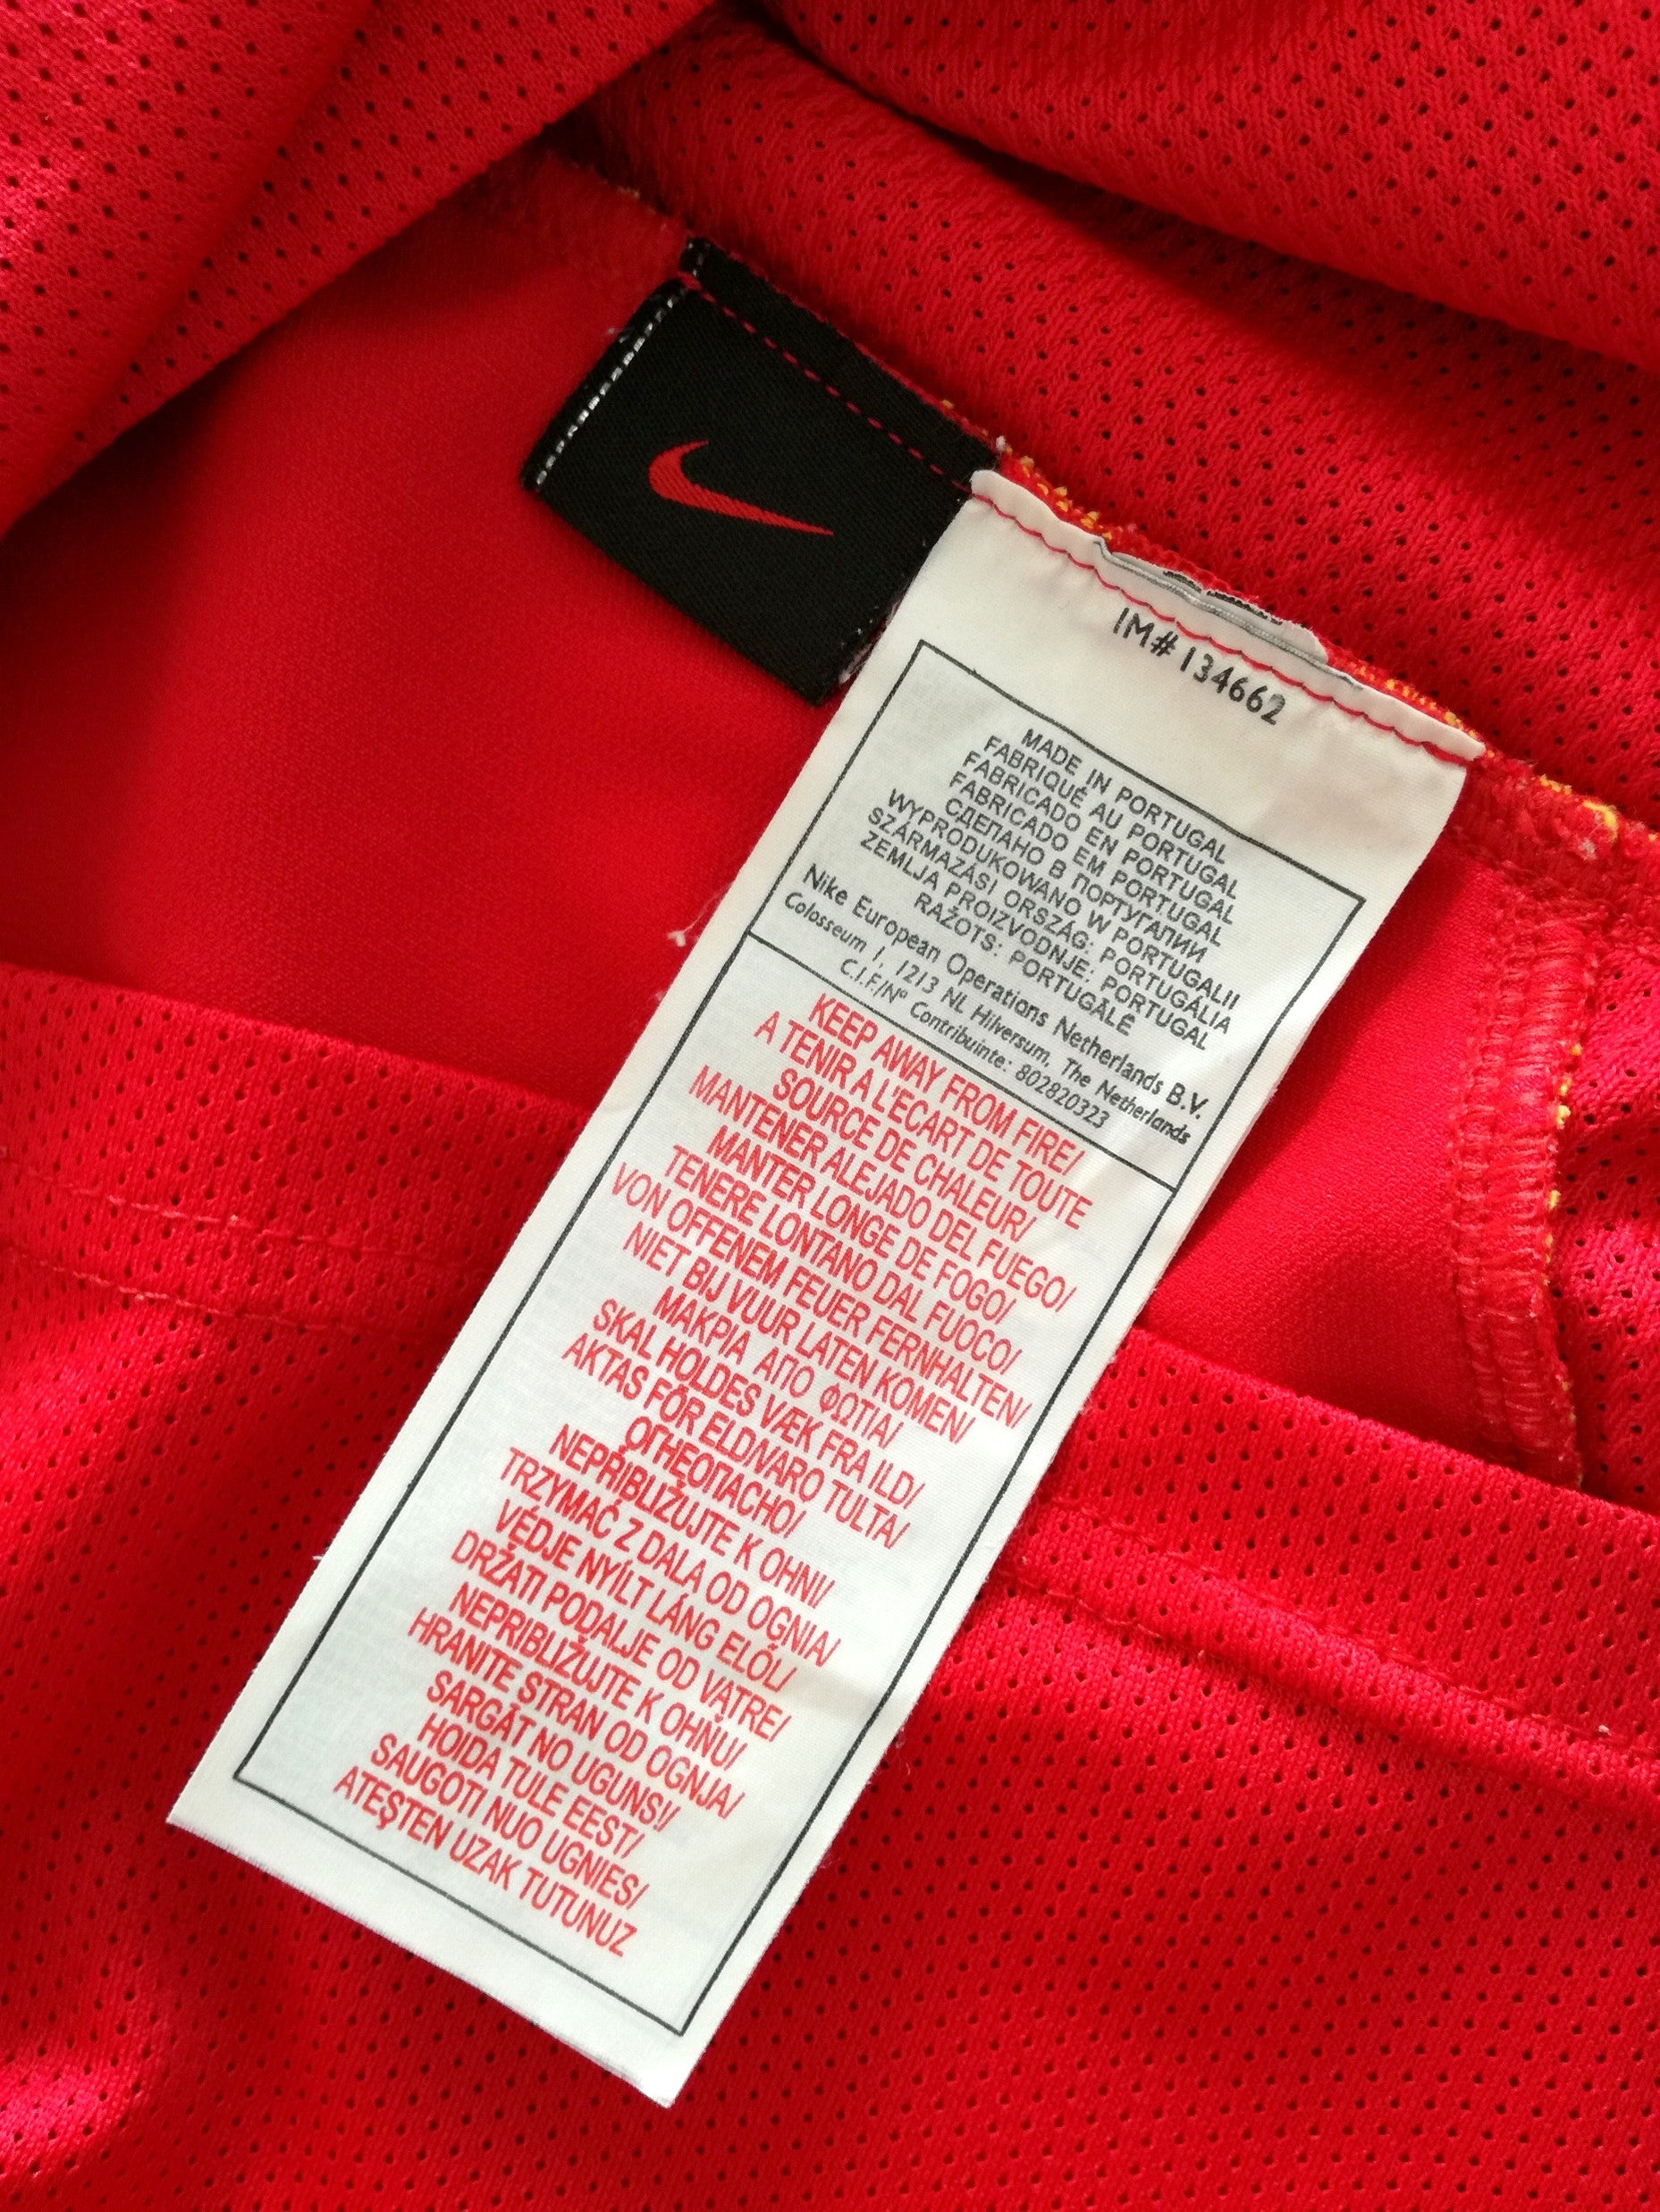 IM# 134662
MADE IN PORTUGAL
FABRIQUÉ AU PORTUGAL
FABRICADO EN PORTUGAL
FABRICADO EM PORTUGAL
СДЕПАНО В ПОРТУГАПИИ
WYPRODUKOWANO W PORTUGALII
SZÁRMAZÁSI ORSZÁG: PORTUGÁLIA
ZEMLJA PROIZVODNJE: PORTUGAL
RAŽOTS: PORTUGĀLĒ
Nike European Operations Netherlands B.V.
Colosseum 1, 1213 NL Hilversum, The Netherlands
C.I.F./Nº Contribuinte: 802820323
KEEP AWAY FROM FIRE/
A TENIR A L'ECART DE TOUTE
SOURCE DE CHALEUR/
MANTENER ALEJADO DEL FUEGO/
MANTER LONGE DE FOGO/
TENERE LONTANO DAL FUOCO/
VON OFFENEM FEUER FERNHALTEN/
NIET BIJ VUUR LATEN KOMEN/
ΜΑΚΡΙΑ ΑΠΟ ΦΩΤΙΑ/
SKAL HOLDES VÆK FRA ILD/
AKTAS FÖR ELD/VARO TULTA/
ОГНЕОПАСНО/
NEPŘIBLIŽUJTE K OHNI/
TRZYMAĆ Z DALA OD OGNIA/
VÉDJE NYÍLT LÁNG ELŐL/
DRŽATI PODALJE OD VATRE/
NEPRIBLIŽUJTE K OHŇU/
HRANITE STRAN OD OGNJA/
SARGĀT NO UGUNS!/
HOIDA TULE EEST/
SAUGOTI NUO UGNIES/
ATEŞTEN UZAK TUTUNUZ